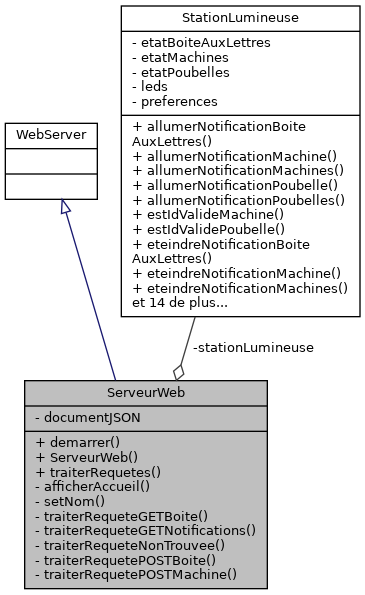 StationLumineuse
- etatBoiteAuxLettres
- etatMachines
- etatPoubelles
- leds
- preferences
+ allumerNotificationBoite
AuxLettres()
+ allumerNotificationMachine()
+ allumerNotificationMachines()
+ allumerNotificationPoubelle()
+ allumerNotificationPoubelles()
+ estIdValideMachine()
+ estIdValidePoubelle()
+ eteindreNotificationBoite
AuxLettres()
+ eteindreNotificationMachine()
+ eteindreNotificationMachines()
et 14 de plus...
WebServer
-stationLumineuse
ServeurWeb
- documentJSON
+ demarrer()
+ ServeurWeb()
+ traiterRequetes()
- afficherAccueil()
- setNom()
- traiterRequeteGETBoite()
- traiterRequeteGETNotifications()
- traiterRequeteNonTrouvee()
- traiterRequetePOSTBoite()
- traiterRequetePOSTMachine()